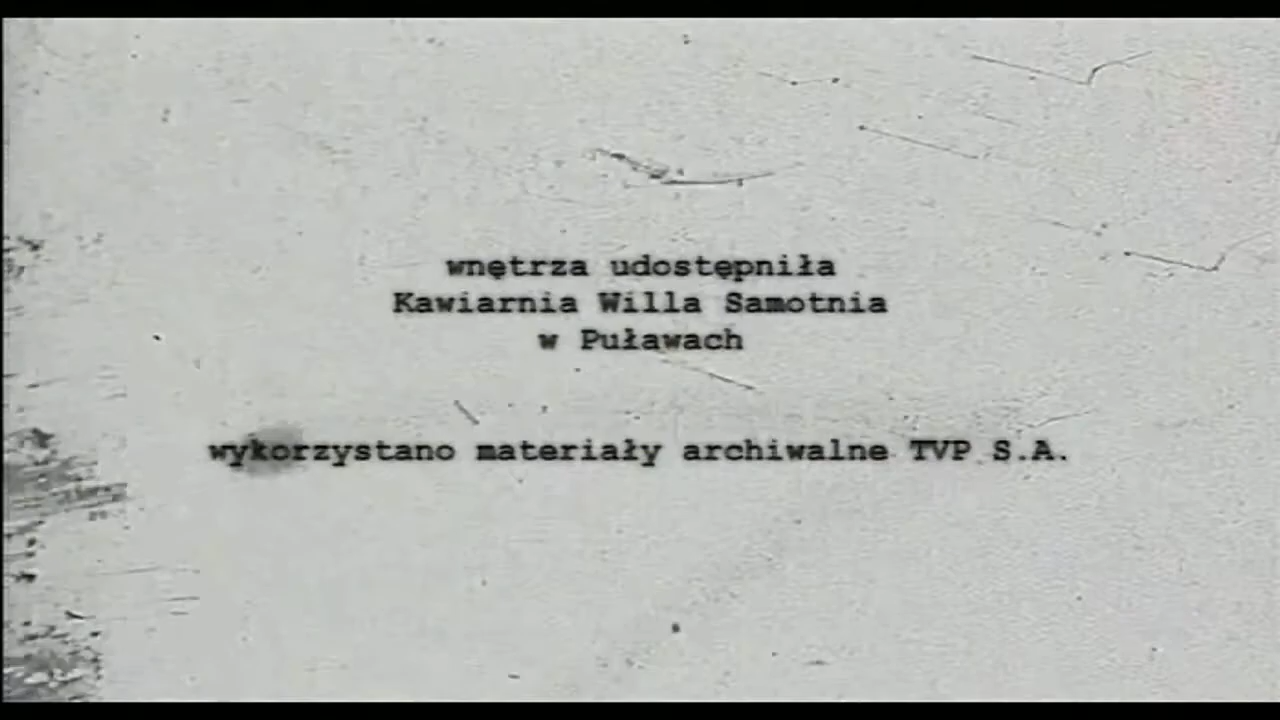 wnętrza udostępniła
Kawiarnia Willa Samotnia
w Puławach
wykorzystano materiały archiwalne TVP S.A.